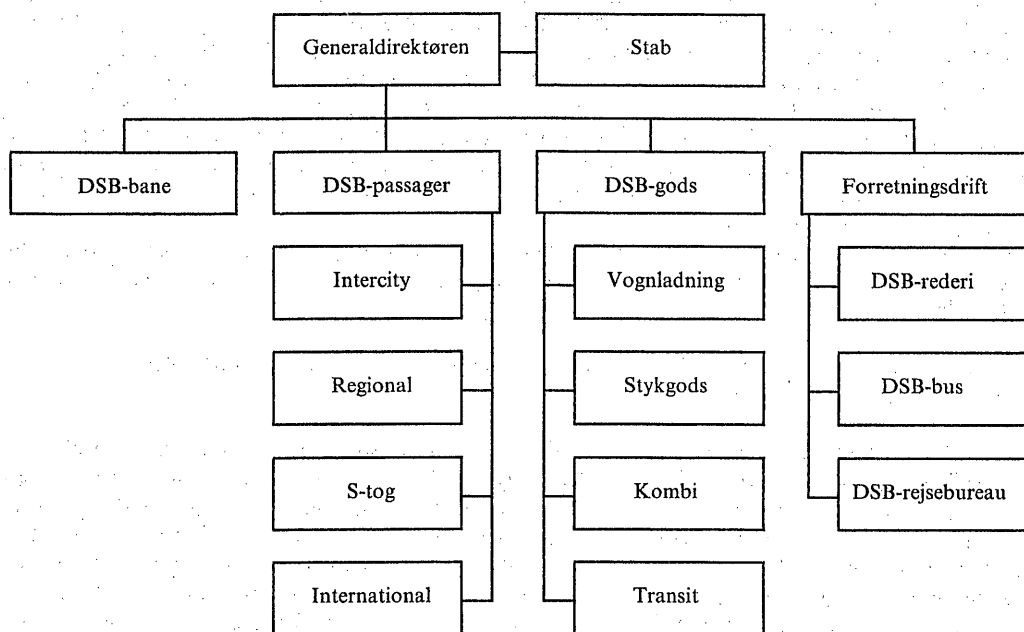 Generaldirektøren
Stab
DSB-bane
DSB-passager
DSB-gods
Forretningsdrift
Intercity
Vognladning
DSB-rederi
Regional
Stykgods
DSB-bus
S-tog
Kombi
DSB-rejsebureau
International
Transit